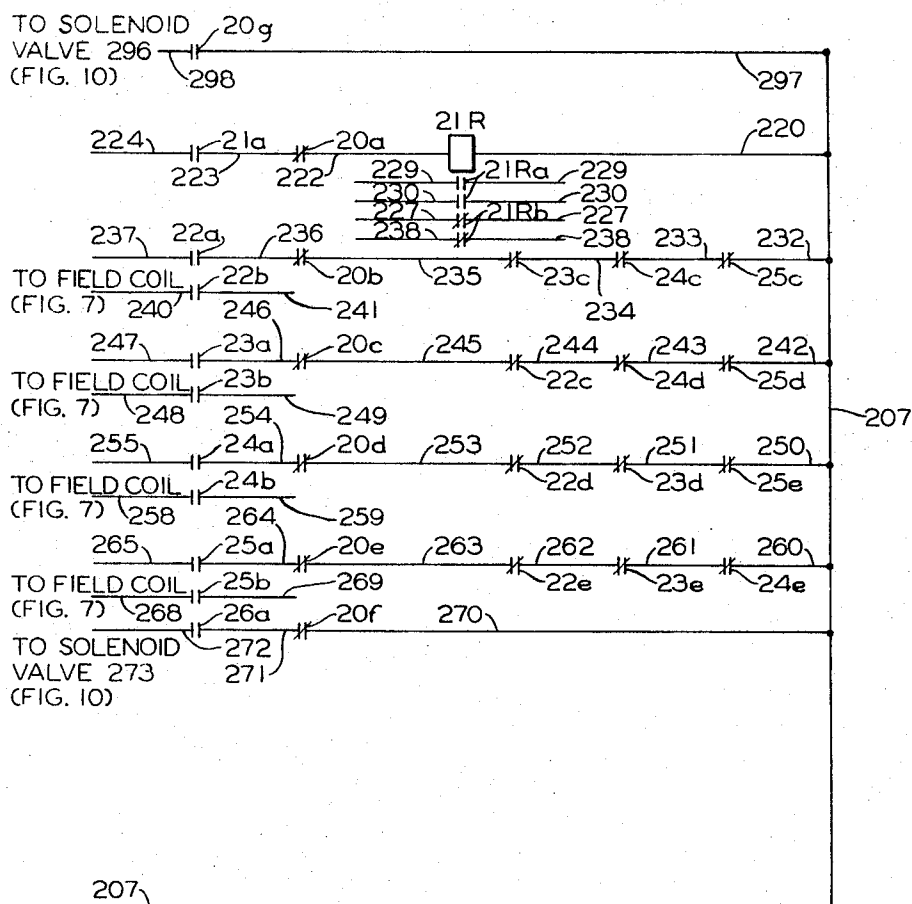 TO SOLENOID
VALVE 296
(FIG. 10)
20g
298
297
21R
224
21a
20a
220
223
222
229
21Ra
229
230
230
227
21Rb
227
238
238
237
22a
236
233
232
20b
235
23c
24c
25c
234
TO FIELD COIL
(FIG. 7)
22b
240
246
241
247
23a
20c
245
244
243
242
22c
24d
25d
TO FIELD COIL
(FIG. 7)
23b
248
254
249
207
255
24a
20d
253
252
251
250
22d
23d
25e
TO FIELD COIL
(FIG. 7)
24b
258
264
259
265
25a
20e
263
262
261
260
22e
23e
24e
TO FIELD COIL
(FIG. 7)
25b
269
268
26a
20f
270
TO SOLENOID
VALVE 273
(FIG. 10)
272
271
207